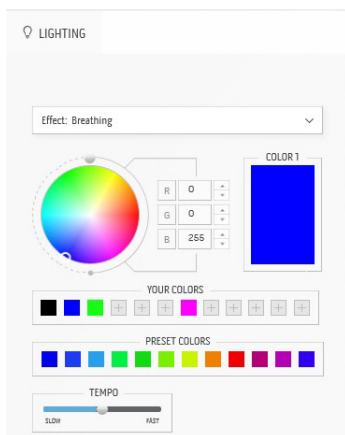 LIGHTING
Effect: Breathing
COLOR 1
R 0
G 0
B 255
YOUR COLORS
PRESET COLORS
TEMPO
SLOW FAST